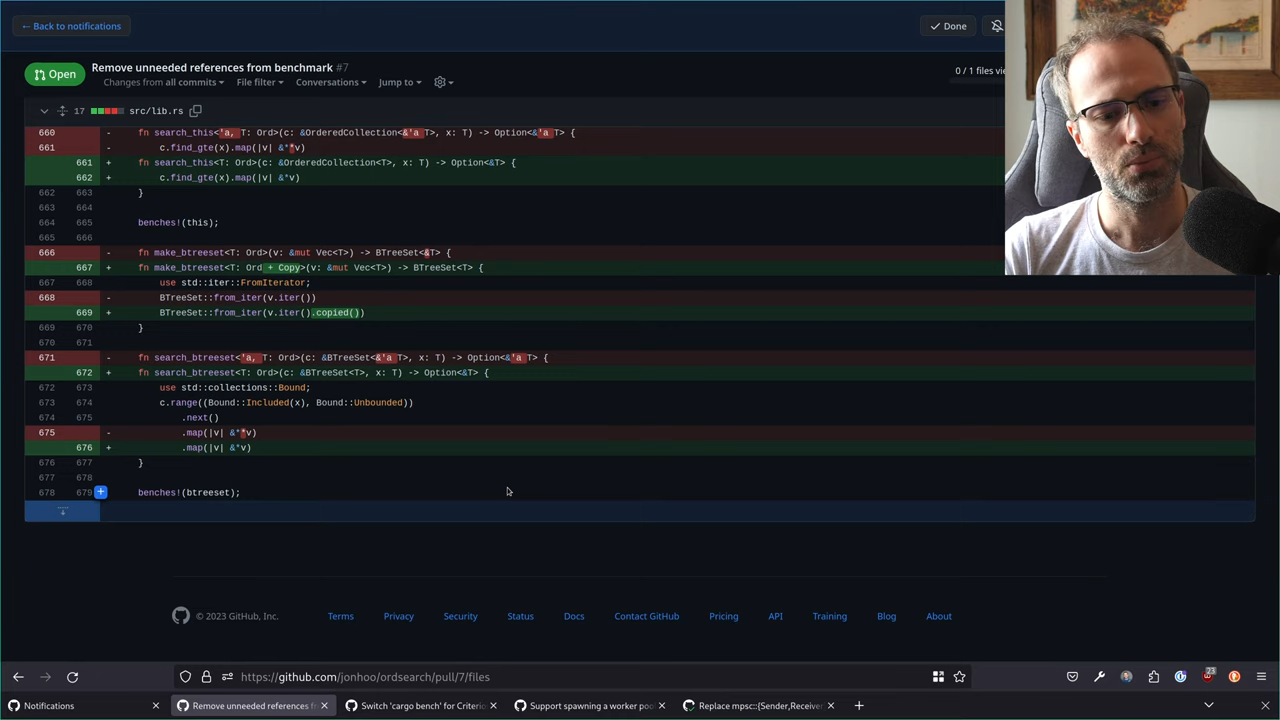 ← Back to notifications
Done
Open
Remove unneeded references from benchmark #7
Changes from all commits
File filter
Conversations
Jump to
0 / 1 files vie
17
src/lib.rs
660 - fn search_this<'a, T: Ord>(c: &OrderedCollection<&'a T>, x: T) -> Option<&'a T> {
661 - c.find_gte(x).map(|v| &**v)
661 + fn search_this<T: Ord>(c: &OrderedCollection<T>, x: T) -> Option<&T> {
662 + c.find_gte(x).map(|v| &*v)
662 663 }
663 664
664 665 benches!(this);
665 666
666 - fn make_btreeset<T: Ord>(v: &mut Vec<T>) -> BTreeSet<&T> {
667 + fn make_btreeset<T: Ord + Copy>(v: &mut Vec<T>) -> BTreeSet<T> {
667 668 use std::iter::FromIterator;
668 - BTreeSet::from_iter(v.iter())
669 + BTreeSet::from_iter(v.iter().copied())
669 670 }
670 671
671 - fn search_btreeset<'a, T: Ord>(c: &BTreeSet<&'a T>, x: T) -> Option<&'a T> {
672 + fn search_btreeset<T: Ord>(c: &BTreeSet<T>, x: T) -> Option<&T> {
672 673 use std::collections::Bound;
673 674 c.range((Bound::Included(x), Bound::Unbounded))
674 675 .next()
675 - .map(|v| &**v)
676 + .map(|v| &*v)
676 677 }
677 678
678 679 + benches!(btreeset);
© 2023 GitHub, Inc.
Terms
Privacy
Security
Status
Docs
Contact GitHub
Pricing
API
Training
Blog
About
https://github.com/jonhoo/ordsearch/pull/7/files
23
Notifications
Remove unneeded references fr
Switch 'cargo bench' for Criterio
Support spawning a worker poo
Replace mpsc::{Sender,Receiver